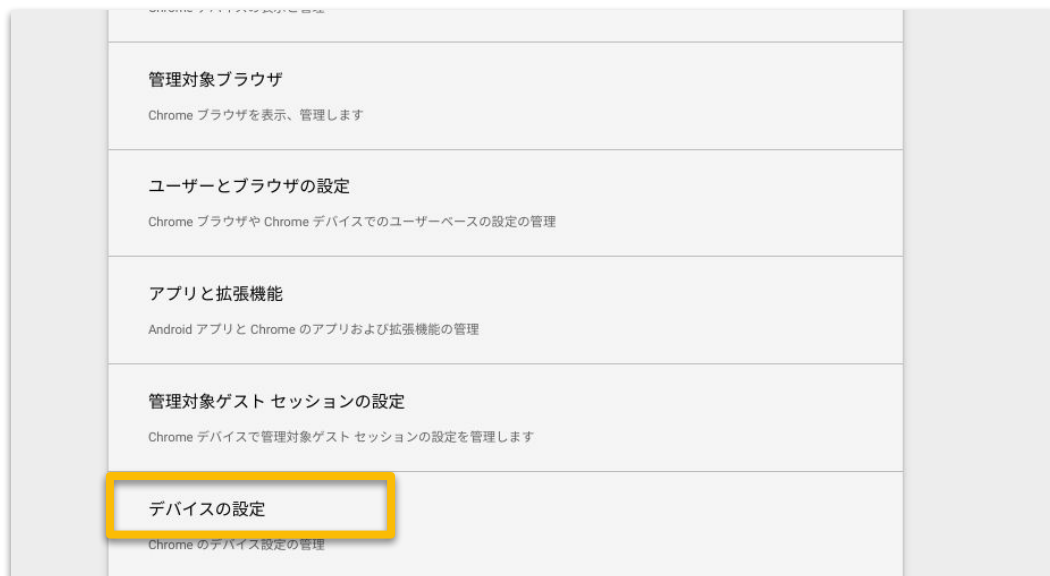 管理対象ブラウザ
Chrome ブラウザを表示、管理します
ユーザーとブラウザの設定
Chrome ブラウザや Chrome デバイスでのユーザーベースの設定の管理
アプリと拡張機能
Android アプリと Chrome のアプリおよび拡張機能の管理
管理対象ゲスト セッションの設定
Chrome デバイスで管理対象ゲスト セッションの設定を管理します
デバイスの設定
Chrome のデバイス設定の管理